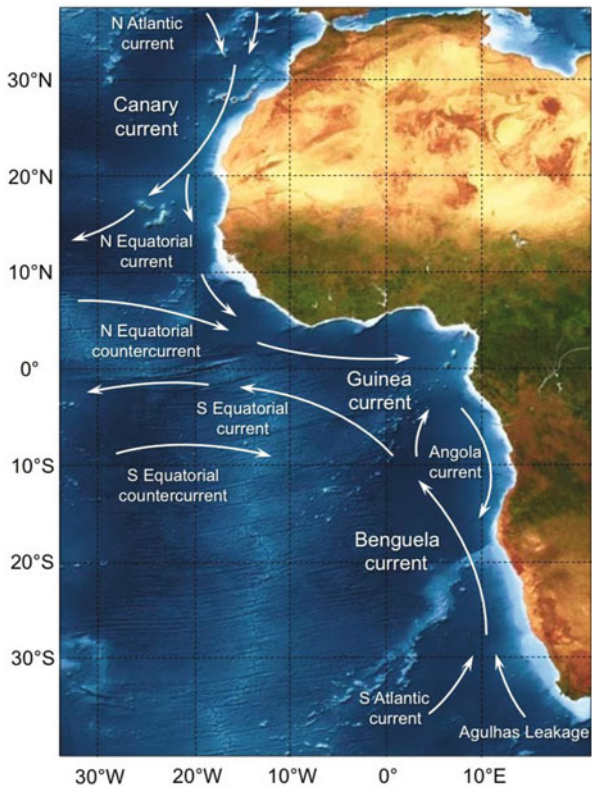 N Atlantic
current
30°N
Canary
current
20°N
N Equatorial
current
10°N
N Equatorial
countercurrent
0°
Guinea
current
S Equatorial
current
Angola
current
10°S
S Equatorial
countercurrent
Benguela
current
20°S
30°S
S Atlantic
current
Agulhas Leakage
30°W
20°W
10°W
0°
10°E